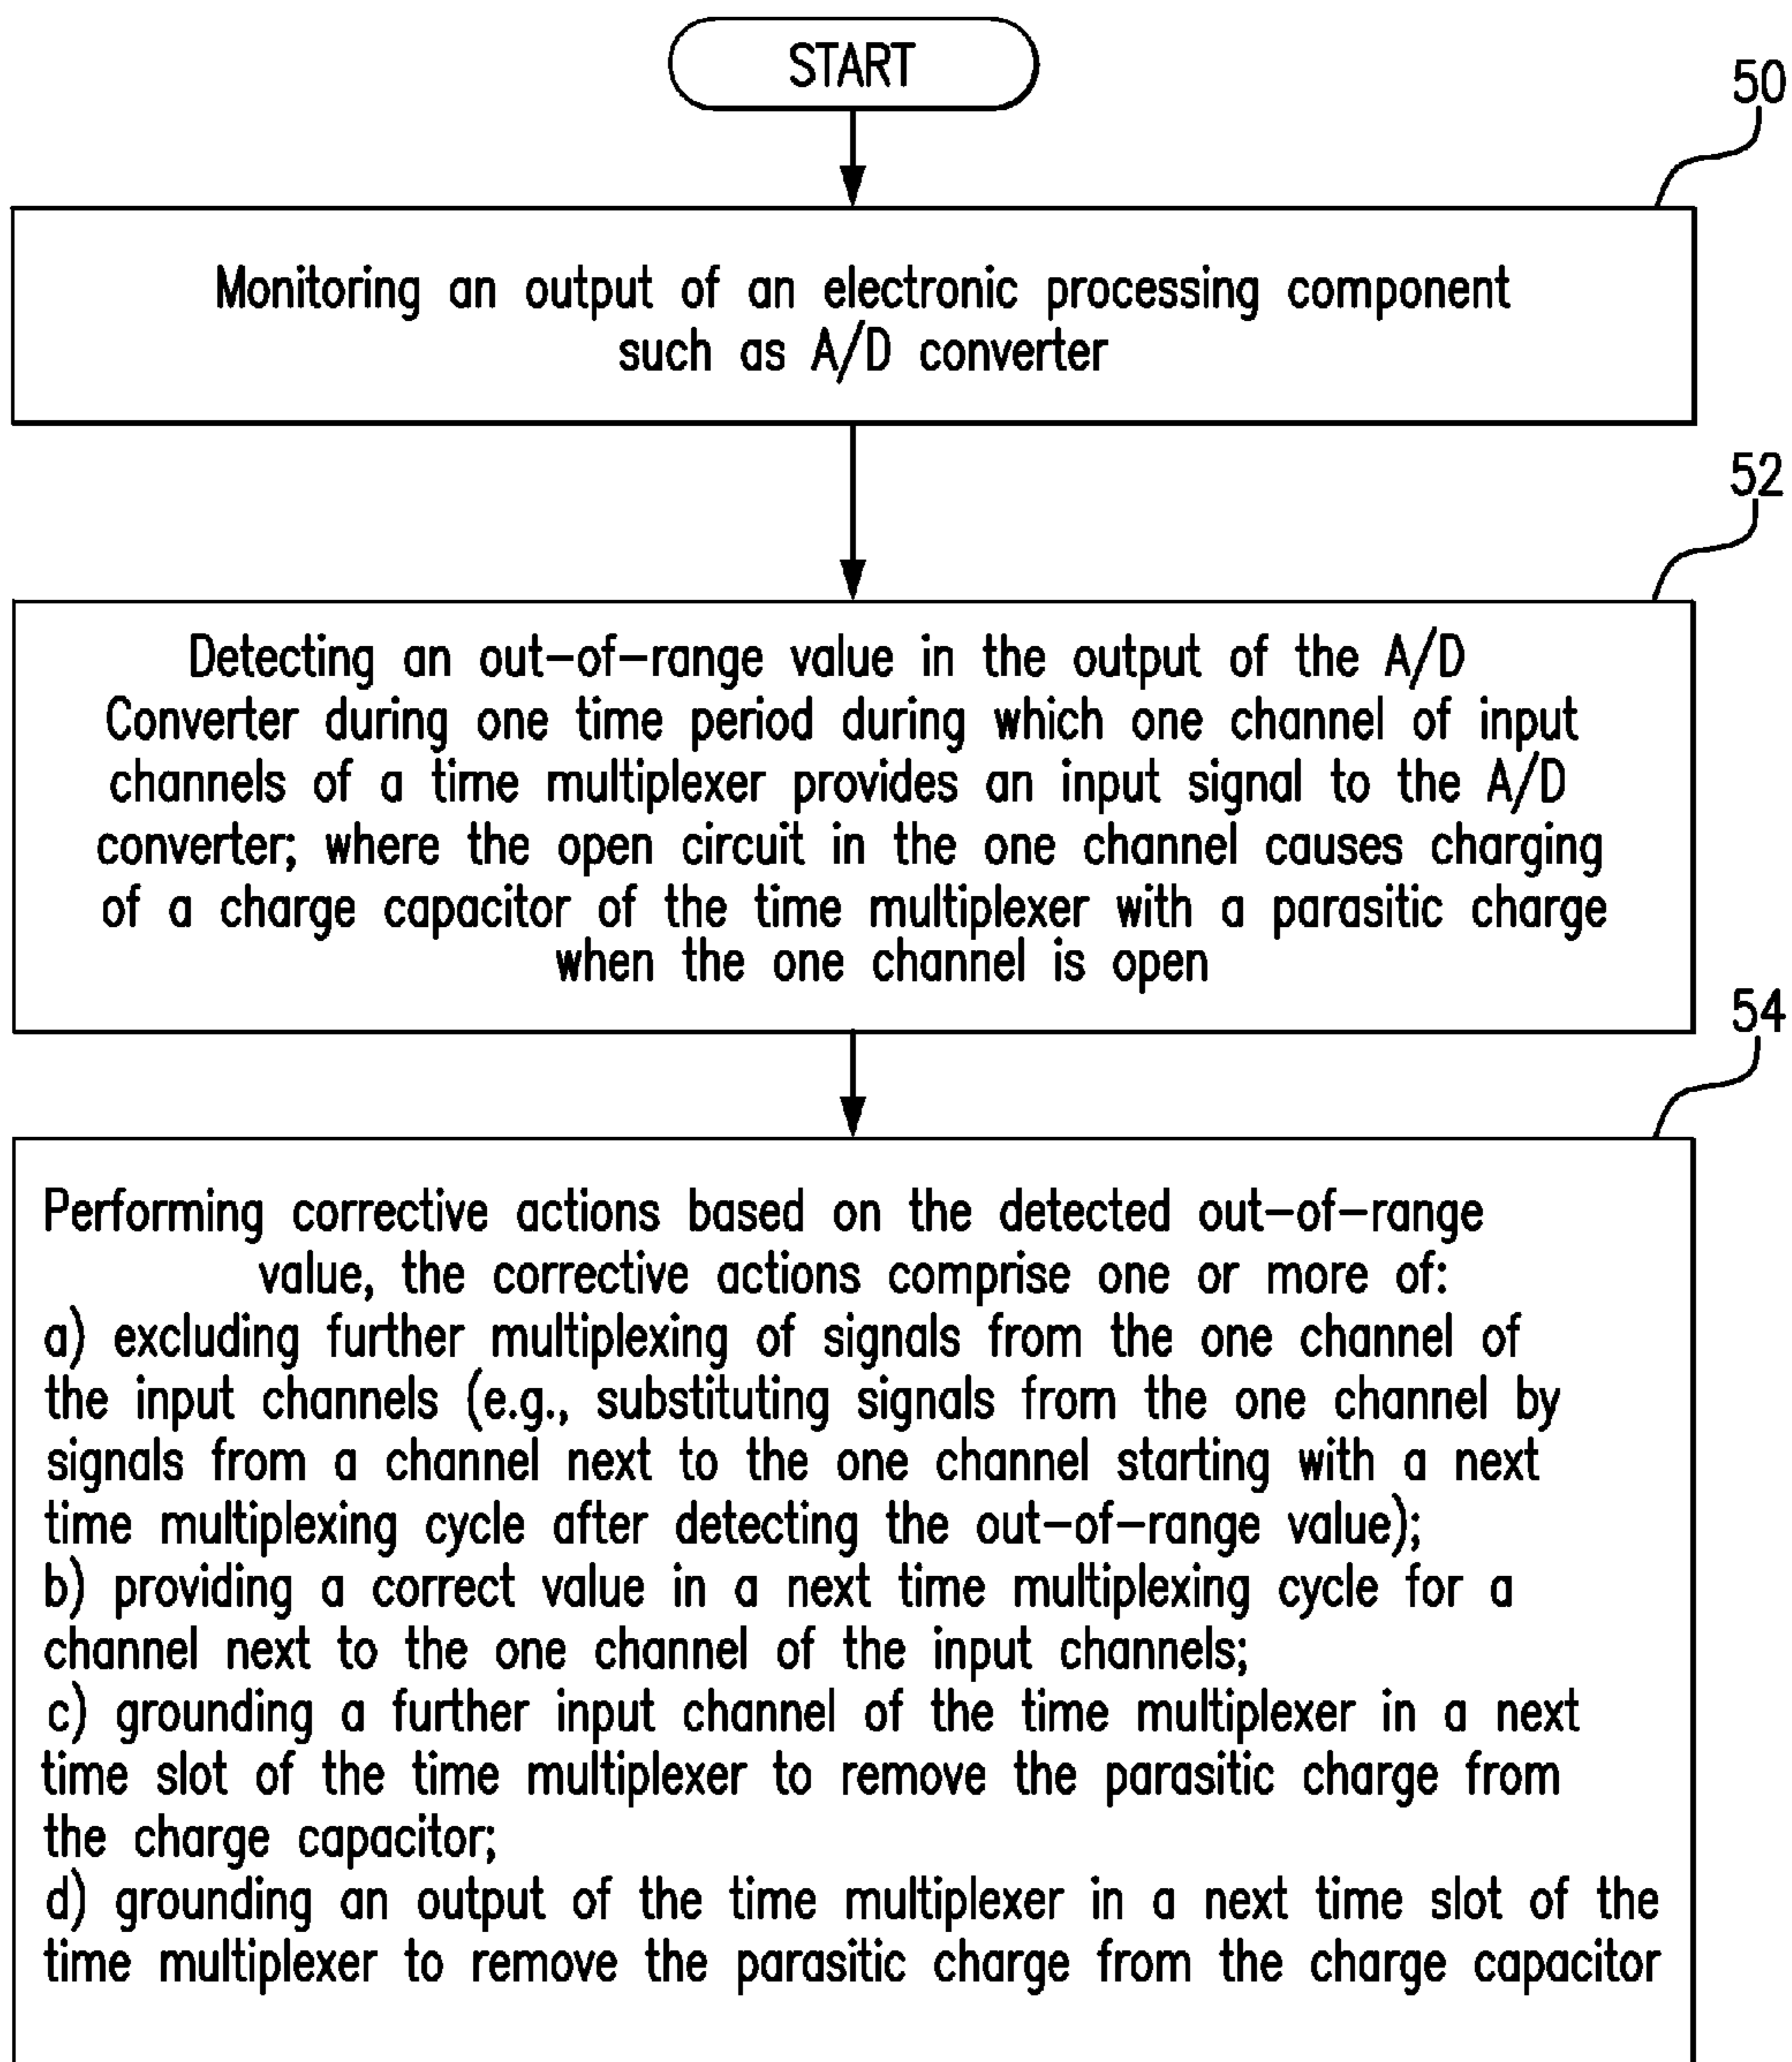 START
50
Monitoring an output of an electronic processing component
such as A/D converter
52
Detecting an out-of-range value in the output of the A/D
Converter during one time period during which one channel of input
channels of a time multiplexer provides an input signal to the A/D
converter; where the open circuit in the one channel causes charging
of a charge capacitor of the time multiplexer with a parasitic charge
when the one channel is open
54
Performing corrective actions based on the detected out-of-range
value, the corrective actions comprise one or more of:
a) excluding further multiplexing of signals from the one channel of
the input channels (e.g., substituting signals from the one channel by
signals from a channel next to the one channel starting with a next
time multiplexing cycle after detecting the out-of-range value);
b) providing a correct value in a next time multiplexing cycle for a
channel next to the one channel of the input channels;
c) grounding a further input channel of the time multiplexer in a next
time slot of the time multiplexer to remove the parasitic charge from
the charge capacitor;
d) grounding an output of the time multiplexer in a next time slot of the
time multiplexer to remove the parasitic charge from the charge capacitor